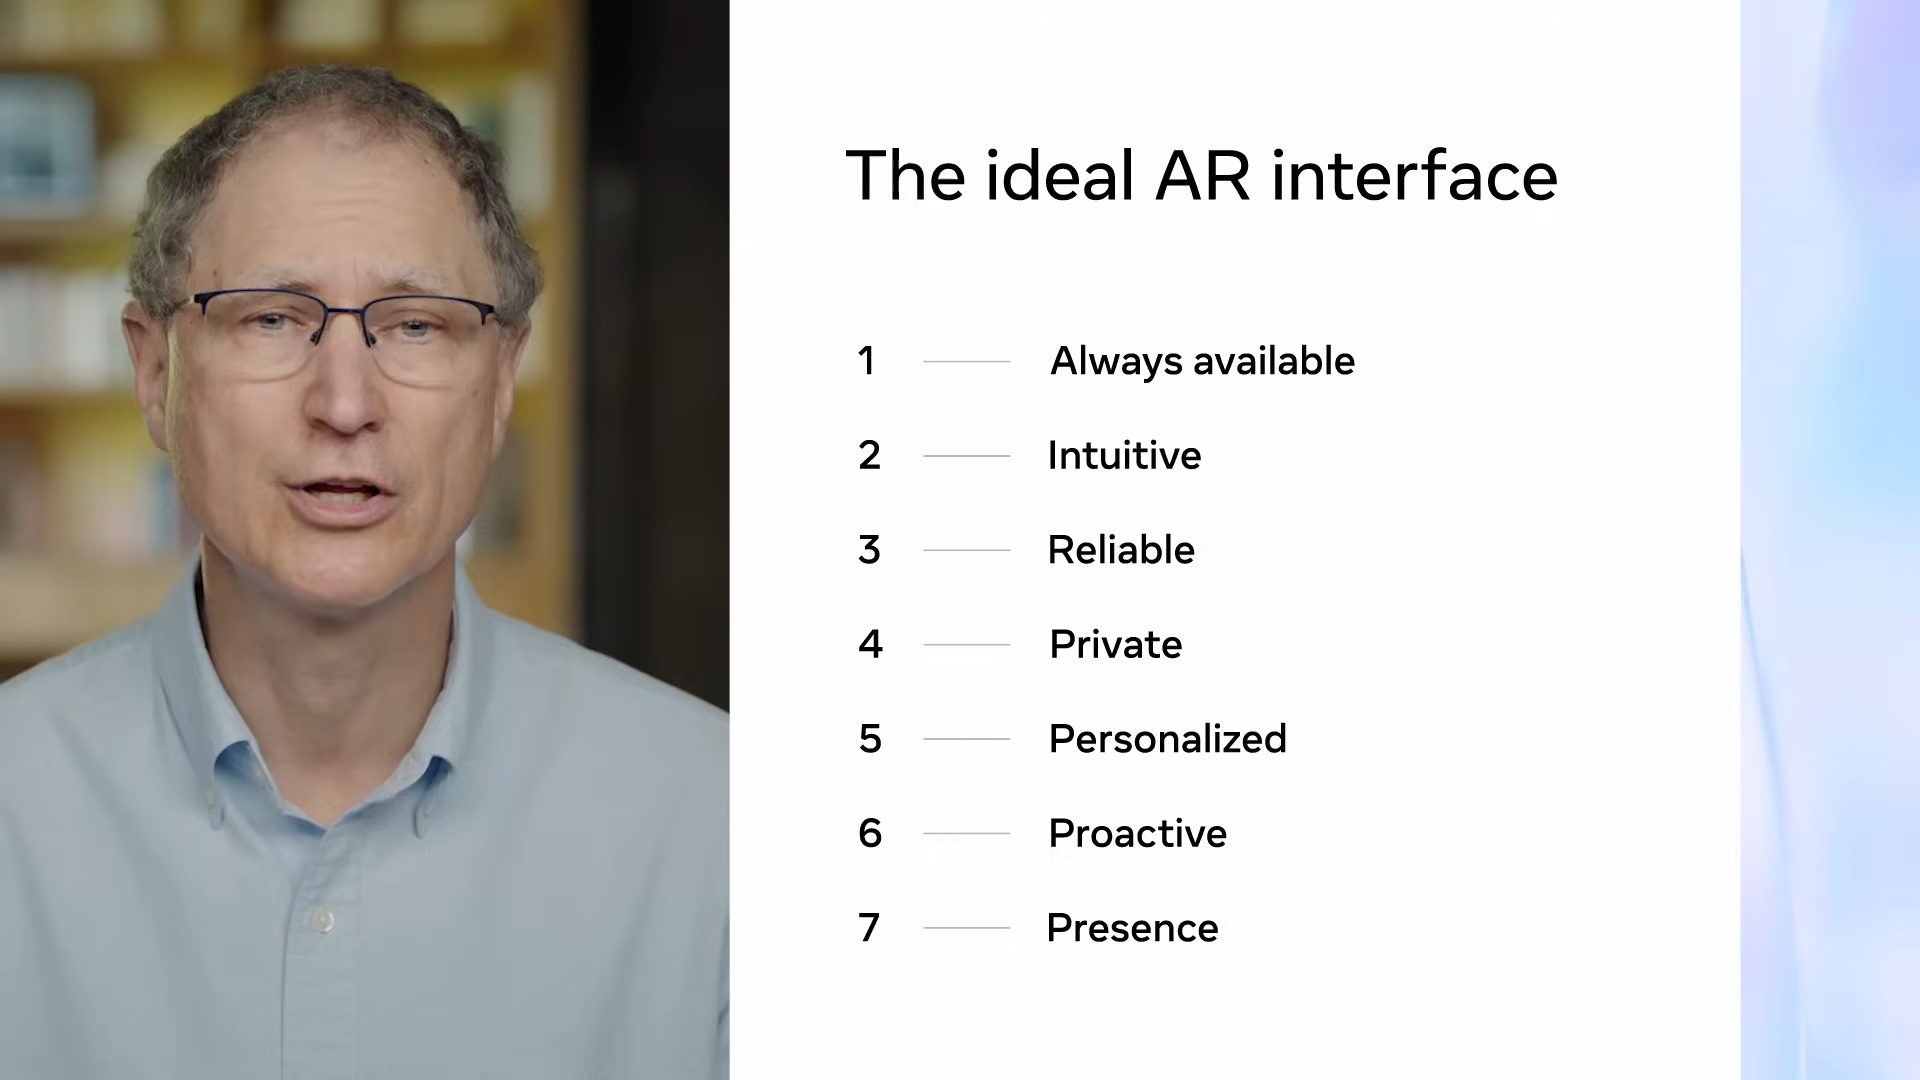 The ideal AR interface
1 Always available
2 Intuitive
3 Reliable
4 Private
5 Personalized
6 Proactive
7 Presence